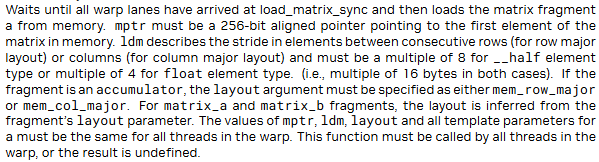 Waits until all warp lanes have arrived at load_matrix_sync and then loads the matrix fragment
a from memory. mptr must be a 256-bit aligned pointer pointing to the first element of the
matrix in memory. ldm describes the stride in elements between consecutive rows (for row major
layout) or columns (for column major layout) and must be a multiple of 8 for __half element
type or multiple of 4 for float element type. (i.e., multiple of 16 bytes in both cases). If the
fragment is an accumulator, the layout argument must be specified as either mem_row_major
or mem_col_major. For matrix_a and matrix_b fragments, the layout is inferred from the
fragment's layout parameter. The values of mptr, ldm, layout and all template parameters for
a must be the same for all threads in the warp. This function must be called by all threads in the
warp, or the result is undefined.